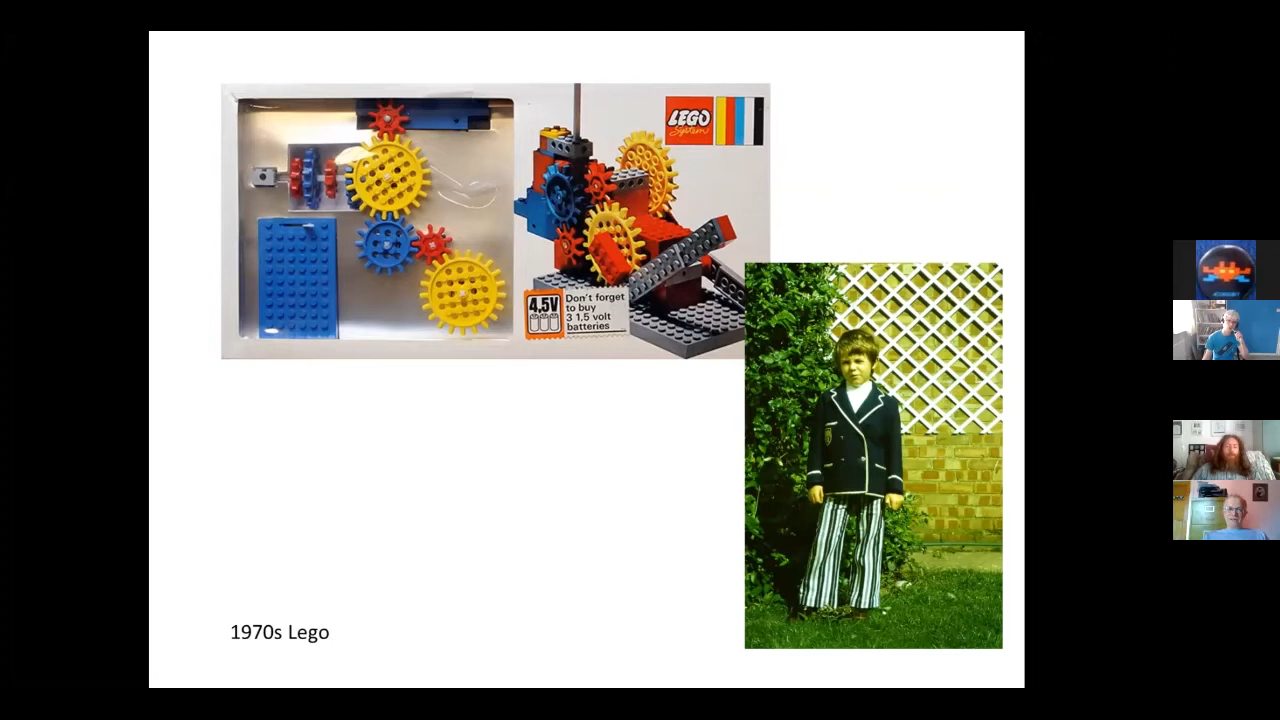 LEGO
System
4,5V
Don't forget
to buy
3 1,5 volt
batteries
1970s Lego